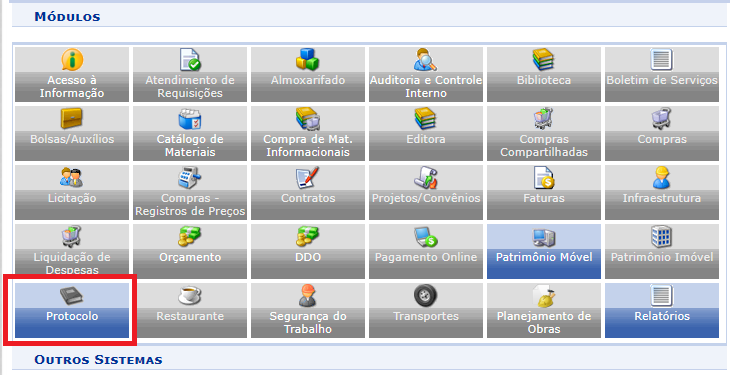 MÓDULOS
Acesso à
Informação
Atendimento de
Requisições
Almoxarifado
Auditoria e Controle
Interno
Biblioteca
Boletim de Serviços
Bolsas/Auxílios
Catálogo de
Materiais
Compra de Mat.
Informacionais
Editora
Compras
Compartilhadas
Compras
Licitação
Compras -
Registros de Preços
Contratos
Projetos/Convênios
Faturas
Infraestrutura
Liquidação de
Despesas
Orçamento
DDO
Pagamento Online
Patrimônio Móvel
Patrimônio Imóvel
Protocolo
Restaurante
Segurança do
Trabalho
Transportes
Planejamento de
Obras
Relatórios
OUTROS SISTEMAS